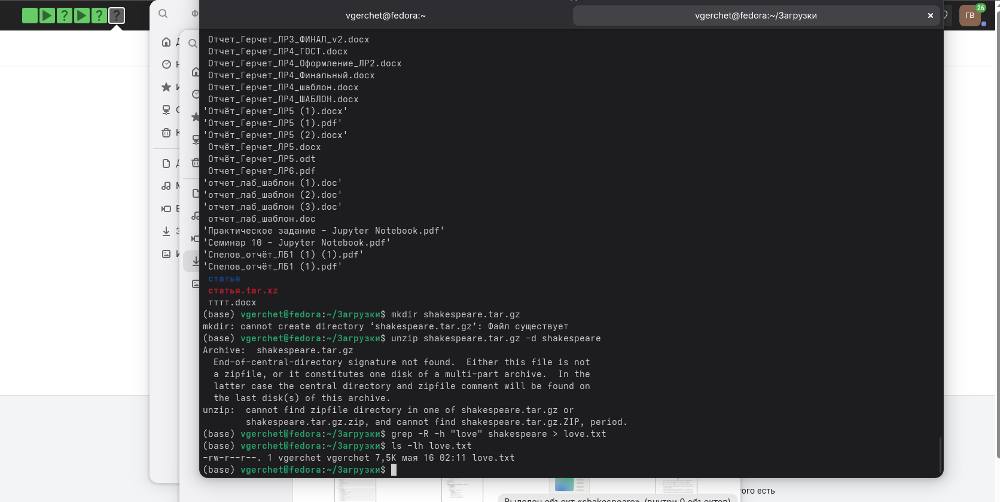 vgerchet@fedora:~
vgerchet@fedora:~/Загрузки
ГВ
26
Отчет_Герчет_ЛР3_ФИНАЛ_v2.docx
Отчет_Герчет_ЛР4_ГОСТ.docx
Отчет_Герчет_ЛР4_Оформление_ЛР2.docx
Отчет_Герчет_ЛР4_Финальный.docx
Отчет_Герчет_ЛР4_шаблон.docx
Отчет_Герчет_ЛР4_ШАБЛОН.docx
'Отчёт_Герчет_ЛР5 (1).docx'
'Отчет_Герчет_ЛР5 (1).pdf'
'Отчёт_Герчет_ЛР5 (2).docx'
Отчёт_Герчет_ЛР5.docx
Отчёт_Герчет_ЛР5.odt
Отчет_Герчет_ЛР6.pdf
'отчет_лаб_шаблон (1).doc'
'отчет_лаб_шаблон (2).doc'
'отчет_лаб_шаблон (3).doc'
отчет_лаб_шаблон.doc
'Практическое задание - Jupyter Notebook.pdf'
'Семинар 10 - Jupyter Notebook.pdf'
'Спелов_отчёт_ЛБ1 (1) (1).pdf'
'Спелов_отчёт_ЛБ1 (1).pdf'
статья
статья.tar.xz
тттт.docx
(base) vgerchet@fedora:~/Загрузки$ mkdir shakespeare.tar.gz
mkdir: cannot create directory ‘shakespeare.tar.gz’: Файл существует
(base) vgerchet@fedora:~/Загрузки$ unzip shakespeare.tar.gz -d shakespeare
Archive:  shakespeare.tar.gz
End-of-central-directory signature not found.  Either this file is not
a zipfile, or it constitutes one disk of a multi-part archive.  In the
latter case the central directory and zipfile comment will be found on
the last disk(s) of this archive.
unzip:  cannot find zipfile directory in one of shakespeare.tar.gz or
shakespeare.tar.gz.zip, and cannot find shakespeare.tar.gz.ZIP, period.
(base) vgerchet@fedora:~/Загрузки$ grep -R -h "love" shakespeare > love.txt
(base) vgerchet@fedora:~/Загрузки$ ls -lh love.txt
-rw-r--r--. 1 vgerchet vgerchet 7,5K мая 16 02:11 love.txt
(base) vgerchet@fedora:~/Загрузки$
Выделен объект «shakespeare» (внутри 0 объектов)
есть